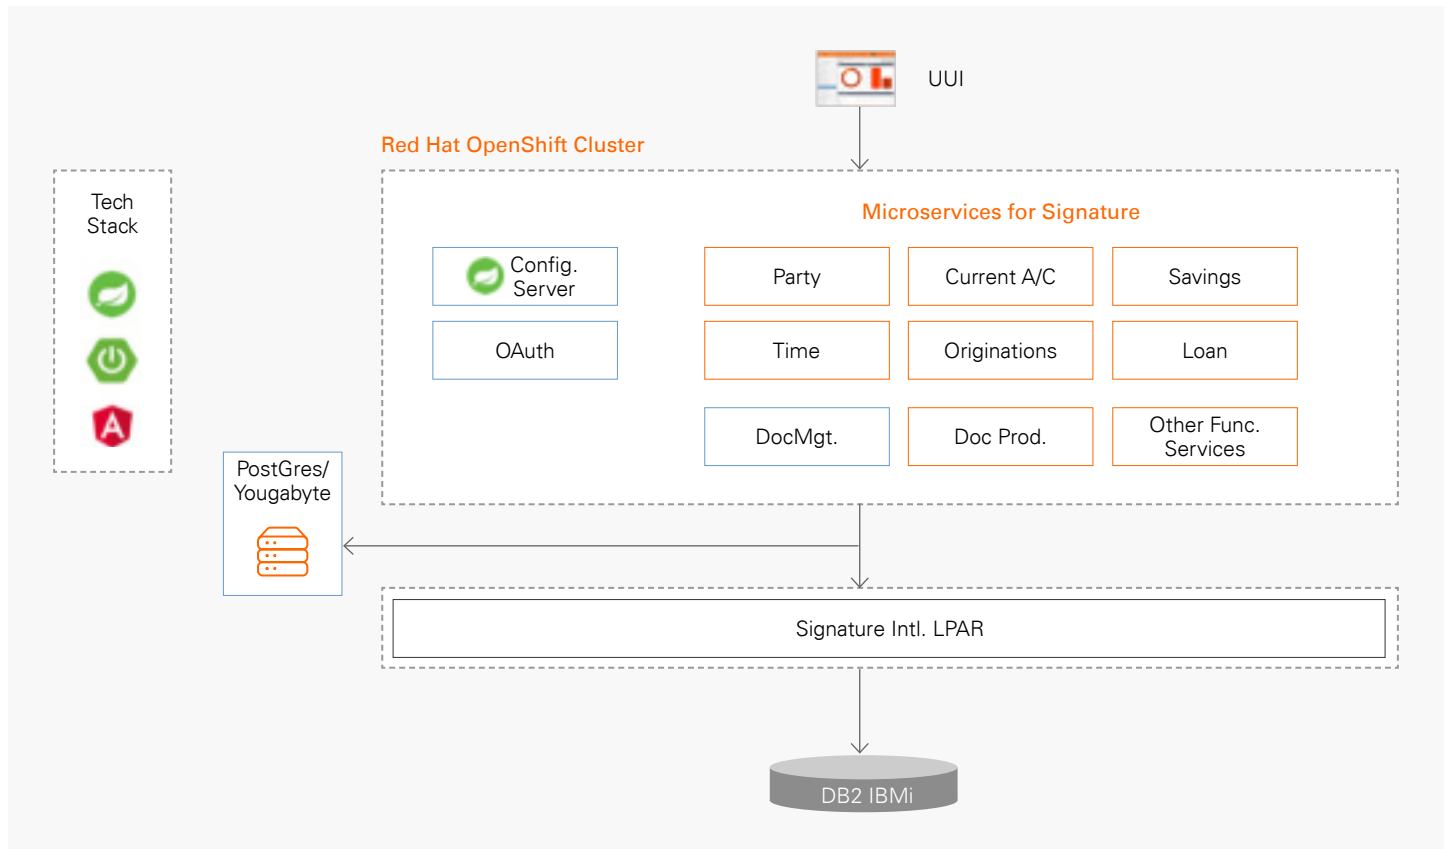 UUI
Red Hat OpenShift Cluster
Tech
Stack
Microservices for Signature
Config.
Server
Party
Current A/C
Savings
OAuth
Time
Originations
Loan
DocMgt.
Doc Prod.
Other Func.
Services
PostGres/
Yougabyte
Signature Intl. LPAR
DB2 IBMi